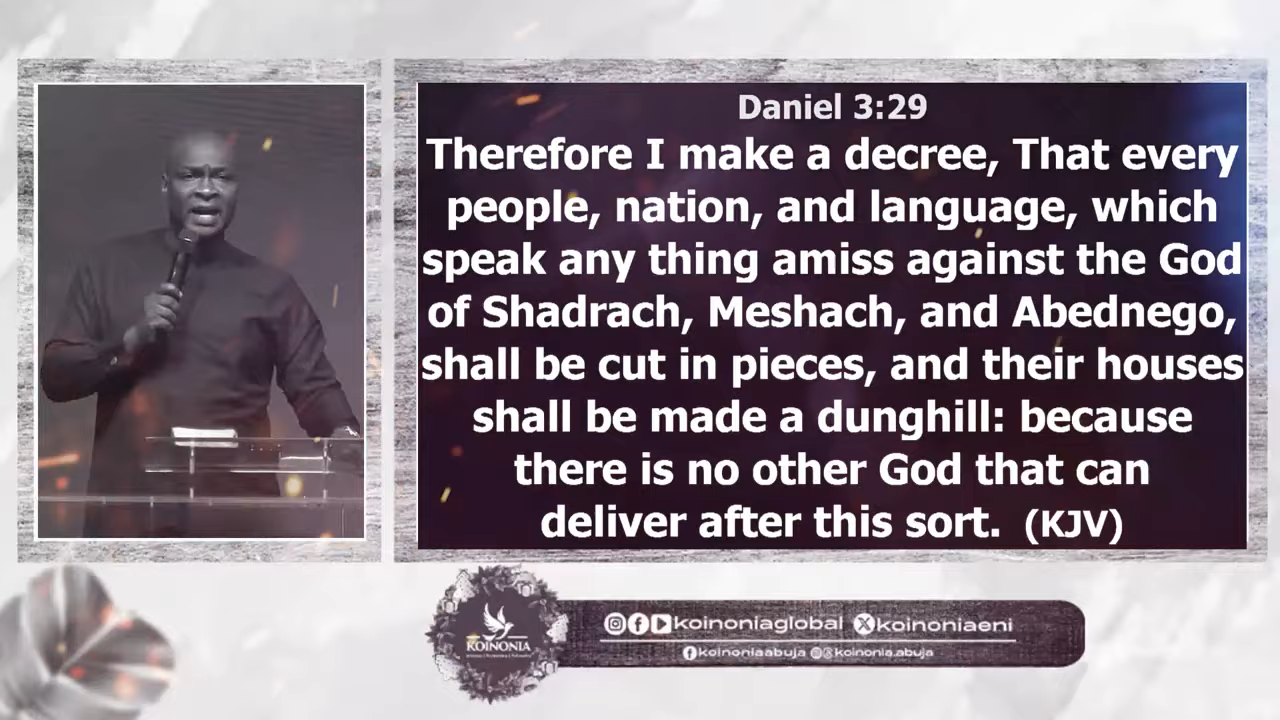 Daniel 3:29
Therefore I make a decree, That every
people, nation, and language, which
speak any thing amiss against the God
of Shadrach, Meshach, and Abednego,
shall be cut in pieces, and their houses
shall be made a dunghill: because
there is no other God that can
deliver after this sort. (KJV)
KOINONIA
koinoniaglobal koinoniaeni
koinoniaabuja koinonia.abuja